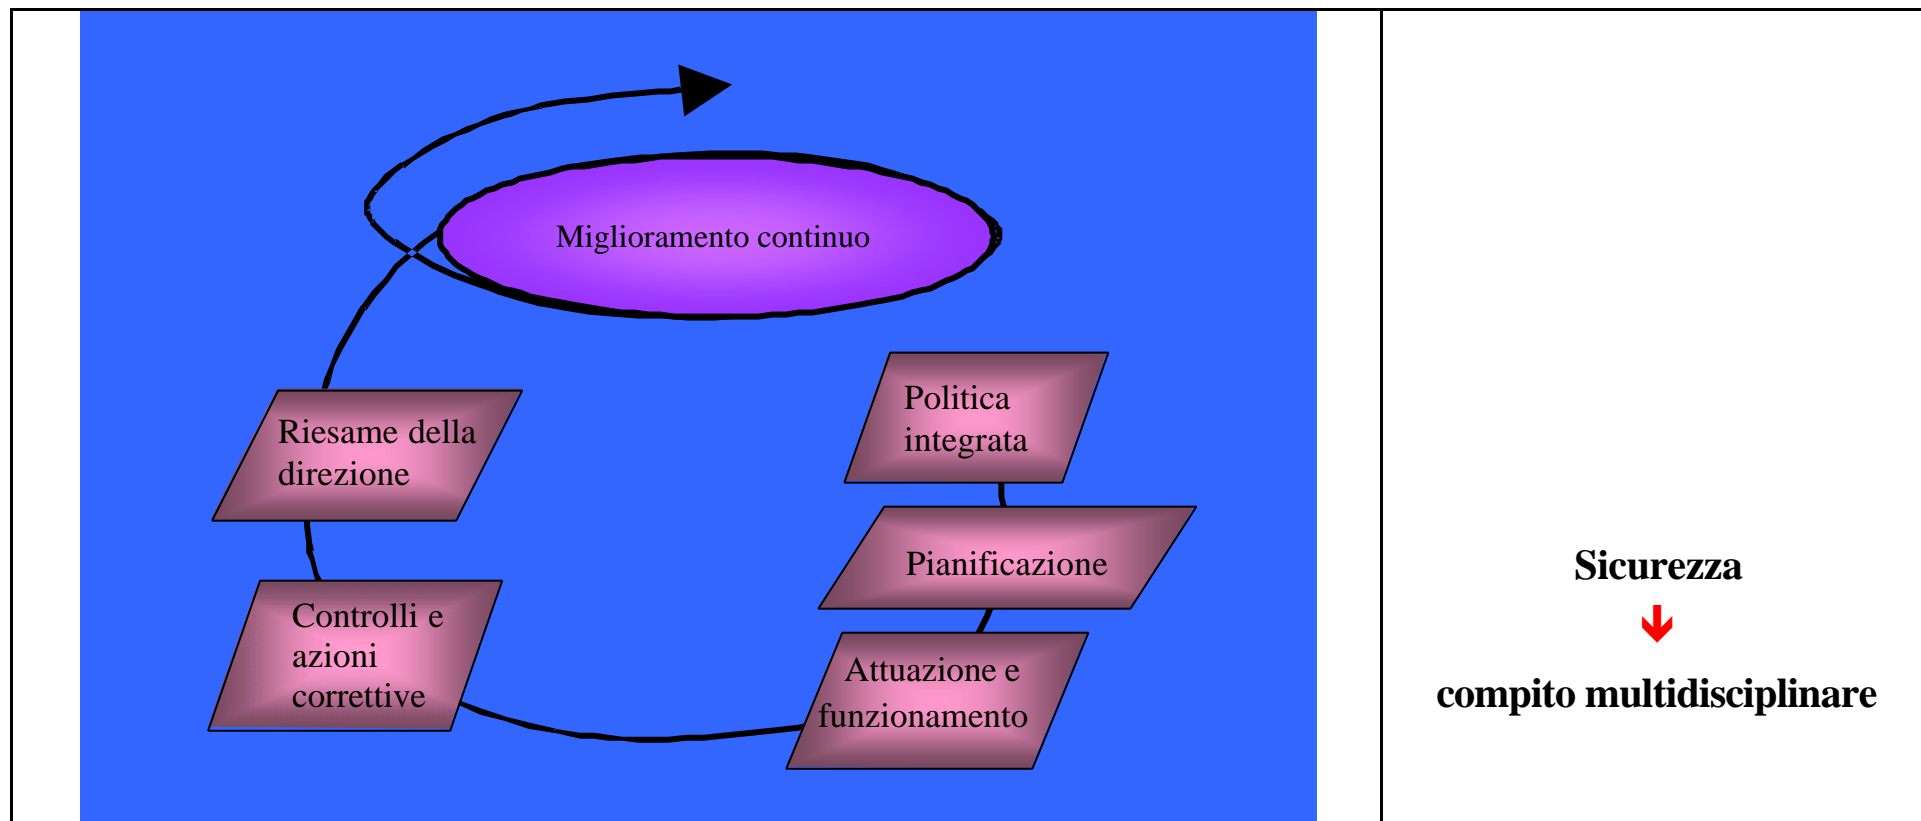 Miglioramento continuo
Politica
integrata
Riesame della
direzione
Pianificazione
Controlli e
azioni
correttive
Attuazione e
funzionamento
Sicurezza
compito multidisciplinare